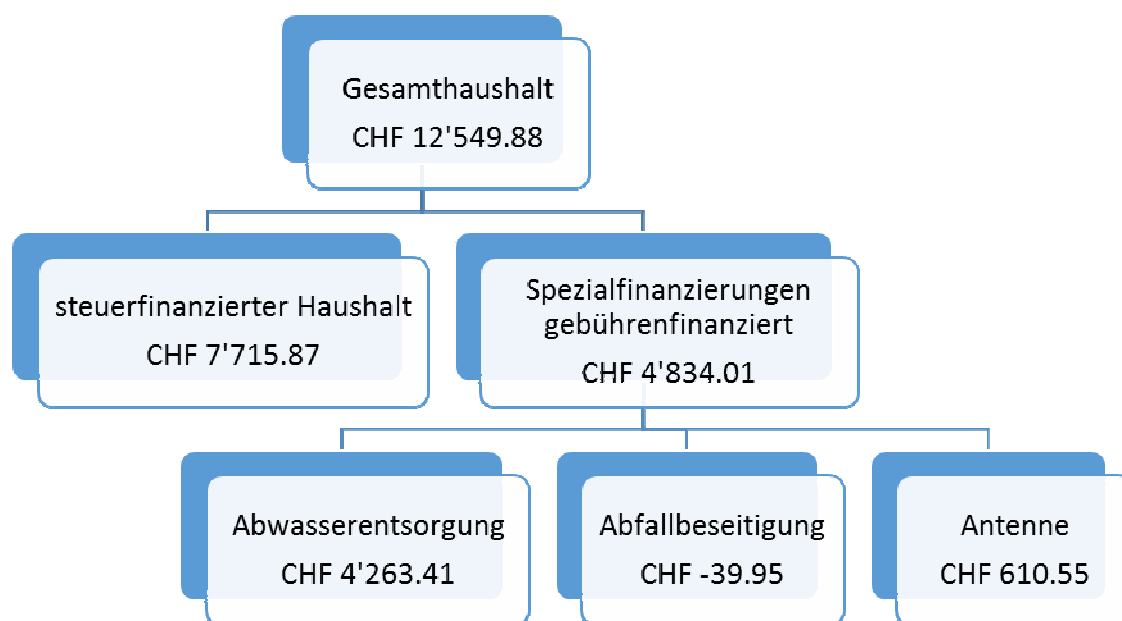 Gesamthaushalt
CHF 12'549.88
steuerfinanzierter Haushalt
CHF 7'715.87
Spezialfinanzierungen
gebührenfinanziert
CHF 4'834.01
Abwasserentsorgung
CHF 4'263.41
Abfallbeseitigung
CHF -39.95
Antenne
CHF 610.55